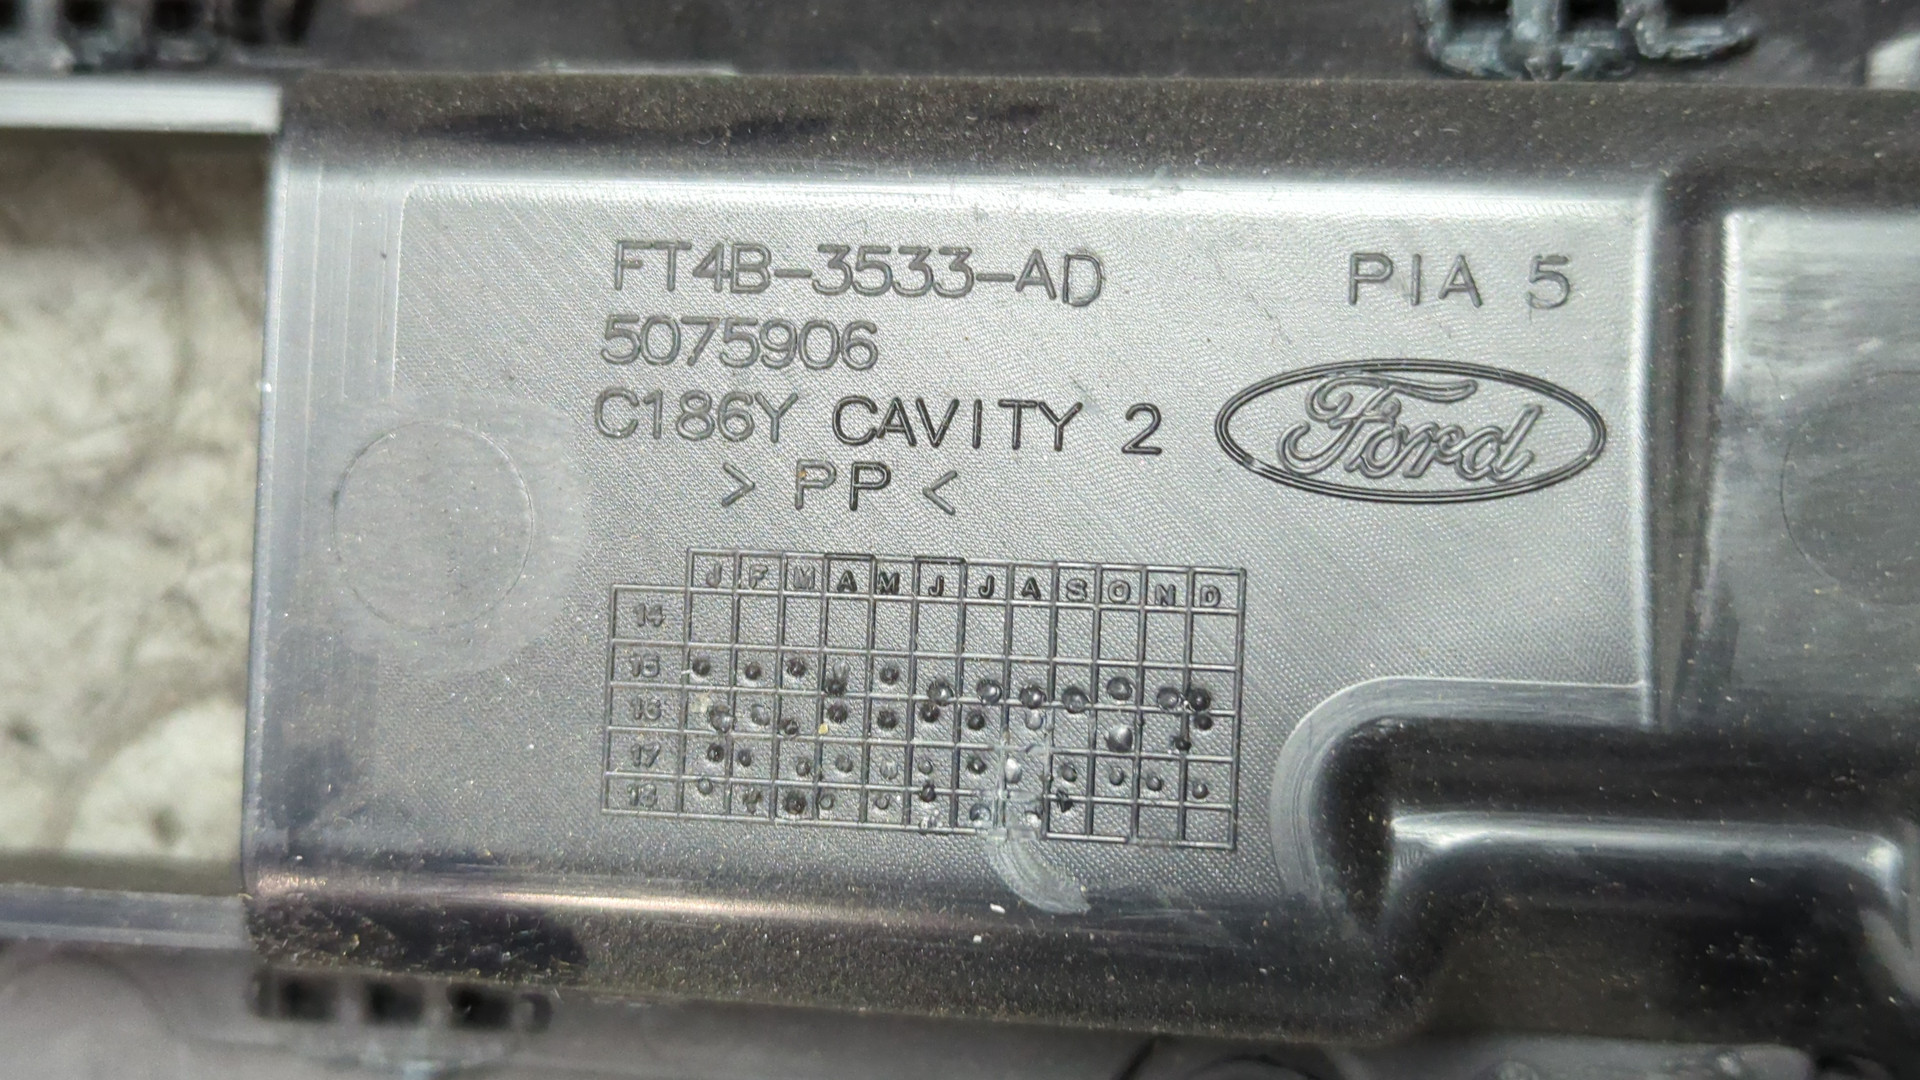 FT4B-3533-AD PIA 5
5075906
C186Y CAVITY 2
Ford
> PP <
J F M A M J J A S O N D
14
15
16
17
18